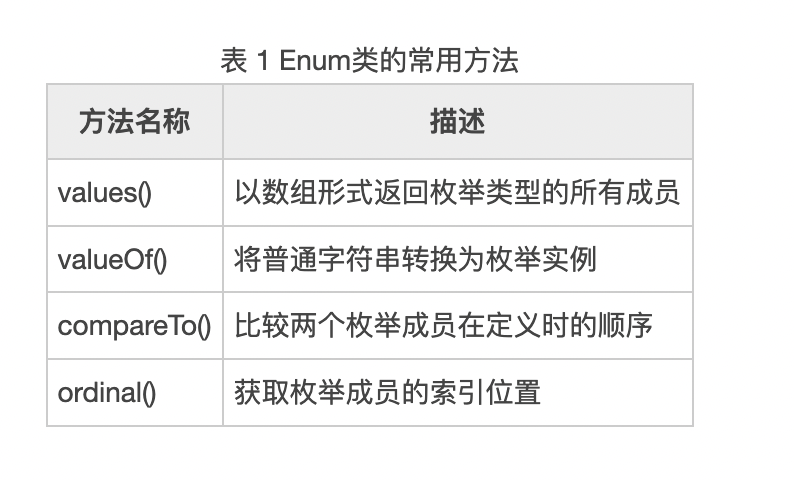 表 1 Enum类的常用方法
方法名称 描述
values() 以数组形式返回枚举类型的所有成员
valueOf() 将普通字符串转换为枚举实例
compareTo() 比较两个枚举成员在定义时的顺序
ordinal() 获取枚举成员的索引位置